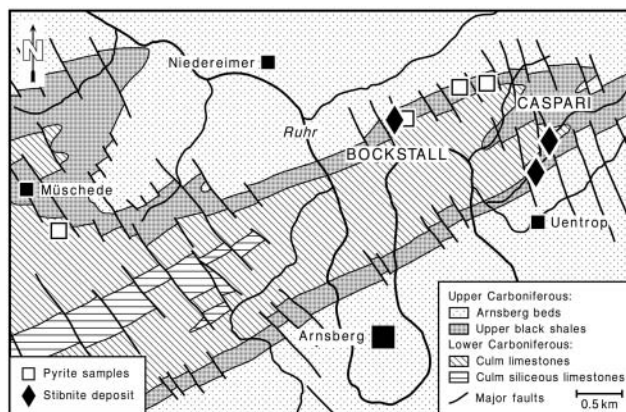 N
Niedereimer
Ruhr
CASPARI
BOCKSTALL
Müschede
Uentrop
Arnsberg
Upper Carboniferous:
Arnsberg beds
Upper black shales
Lower Carboniferous:
Culm limestones
Culm siliceous limestones
Major faults
0.5 km
Pyrite samples
Stibnite deposit